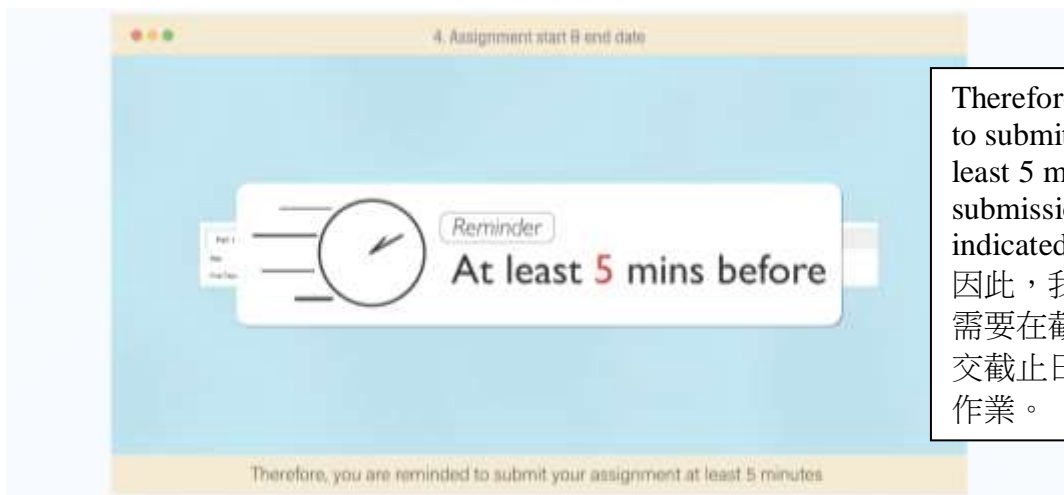 4. Assignment start & end date
Reminder
At least 5 mins before
Therefore, you are reminded to submit your assignment at least 5 minutes
Therefor
to submit
least 5 m
submissi
indicated
因此，我
需要在截
交截止日
作業。